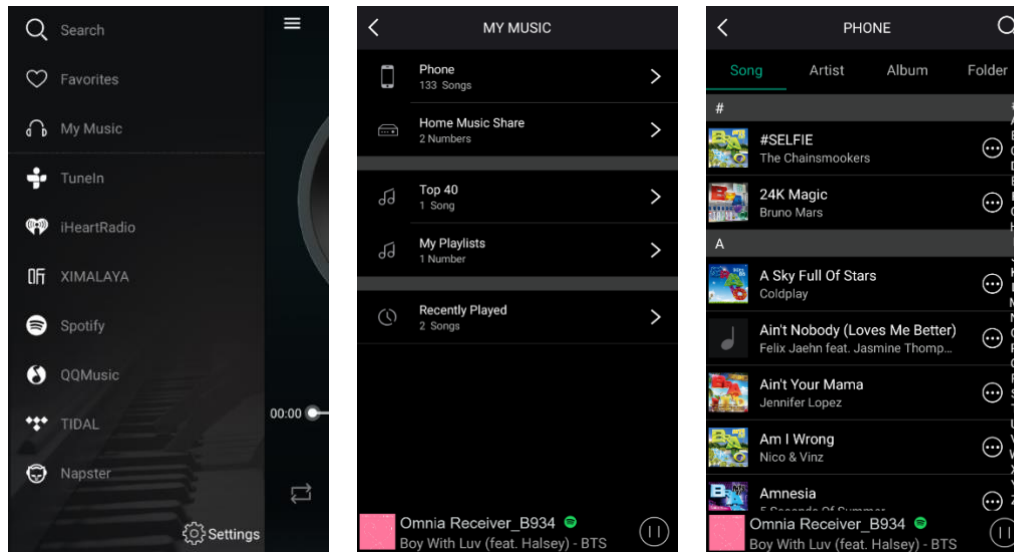 Search
Favorites
My Music
TuneIn
iHeartRadio
XIMALAYA
Spotify
QQMusic
TIDAL
Napster
00:00
Settings
MY MUSIC
Phone
133 Songs
Home Music Share
2 Numbers
Top 40
1 Song
My Playlists
1 Number
Recently Played
2 Songs
Omnia Receiver_B934
Boy With Luv (feat. Halsey) - BTS
PHONE
Song Artist Album Folder
#
#SELFIE
The Chainsmookers
24K Magic
Bruno Mars
A
A Sky Full Of Stars
Coldplay
Ain't Nobody (Loves Me Better)
Felix Jaehn feat. Jasmine Thomp...
Ain't Your Mama
Jennifer Lopez
Am I Wrong
Nico & Vinz
Amnesia
Omnia Receiver_B934
Boy With Luv (feat. Halsey) - BTS